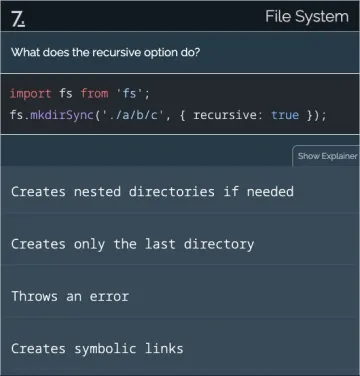 7.
File System
What does the recursive option do?
import fs from 'fs';
fs.mkdirSync('./a/b/c', { recursive: true });
Show Explainer
Creates nested directories if needed
Creates only the last directory
Throws an error
Creates symbolic links